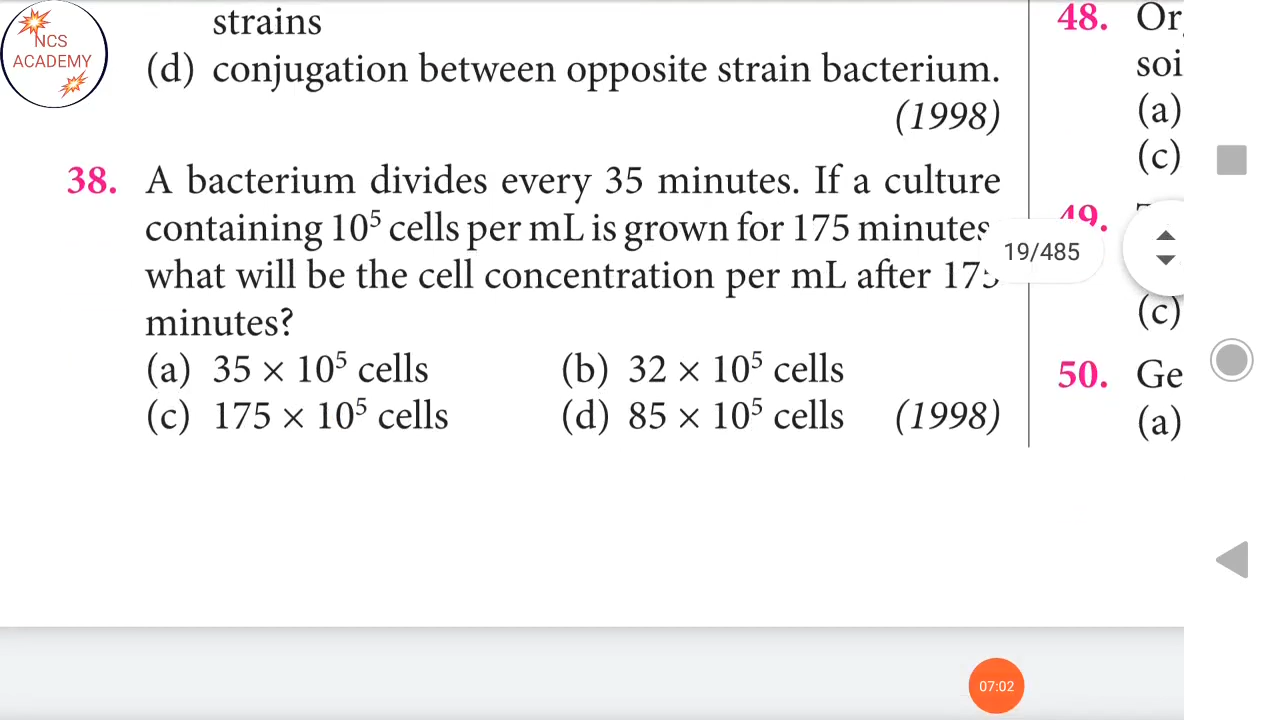 NCS
ACADEMY
strains
(d) conjugation between opposite strain bacterium.
(1998)
38. A bacterium divides every 35 minutes. If a culture
containing 10⁵ cells per mL is grown for 175 minutes
what will be the cell concentration per mL after 175
minutes?
(a) 35 × 10⁵ cells (b) 32 × 10⁵ cells
(c) 175 × 10⁵ cells (d) 85 × 10⁵ cells (1998)
48.
(a)
(c)
49.
19/485
(c)
50. Ge
(a)
07:02